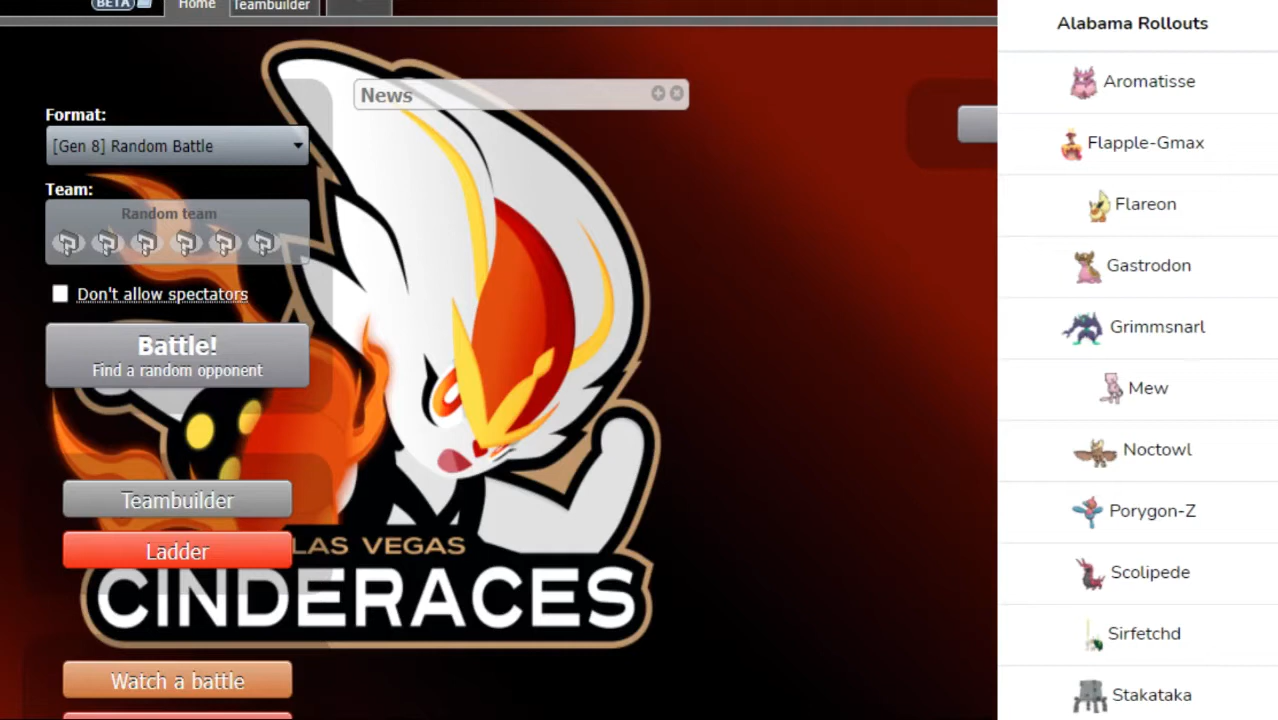 BETA
Home
Teambuilder
Format:
[Gen 8] Random Battle
Team:
Random team
Don't allow spectators
Battle!
Find a random opponent
Teambuilder
Ladder
Watch a battle
News
LAS VEGAS
CINDERACES
Alabama Rollouts
Aromatisse
Flapple-Gmax
Flareon
Gastrodon
Grimmsnarl
Mew
Noctowl
Porygon-Z
Scolipede
Sirfetchd
Stakataka